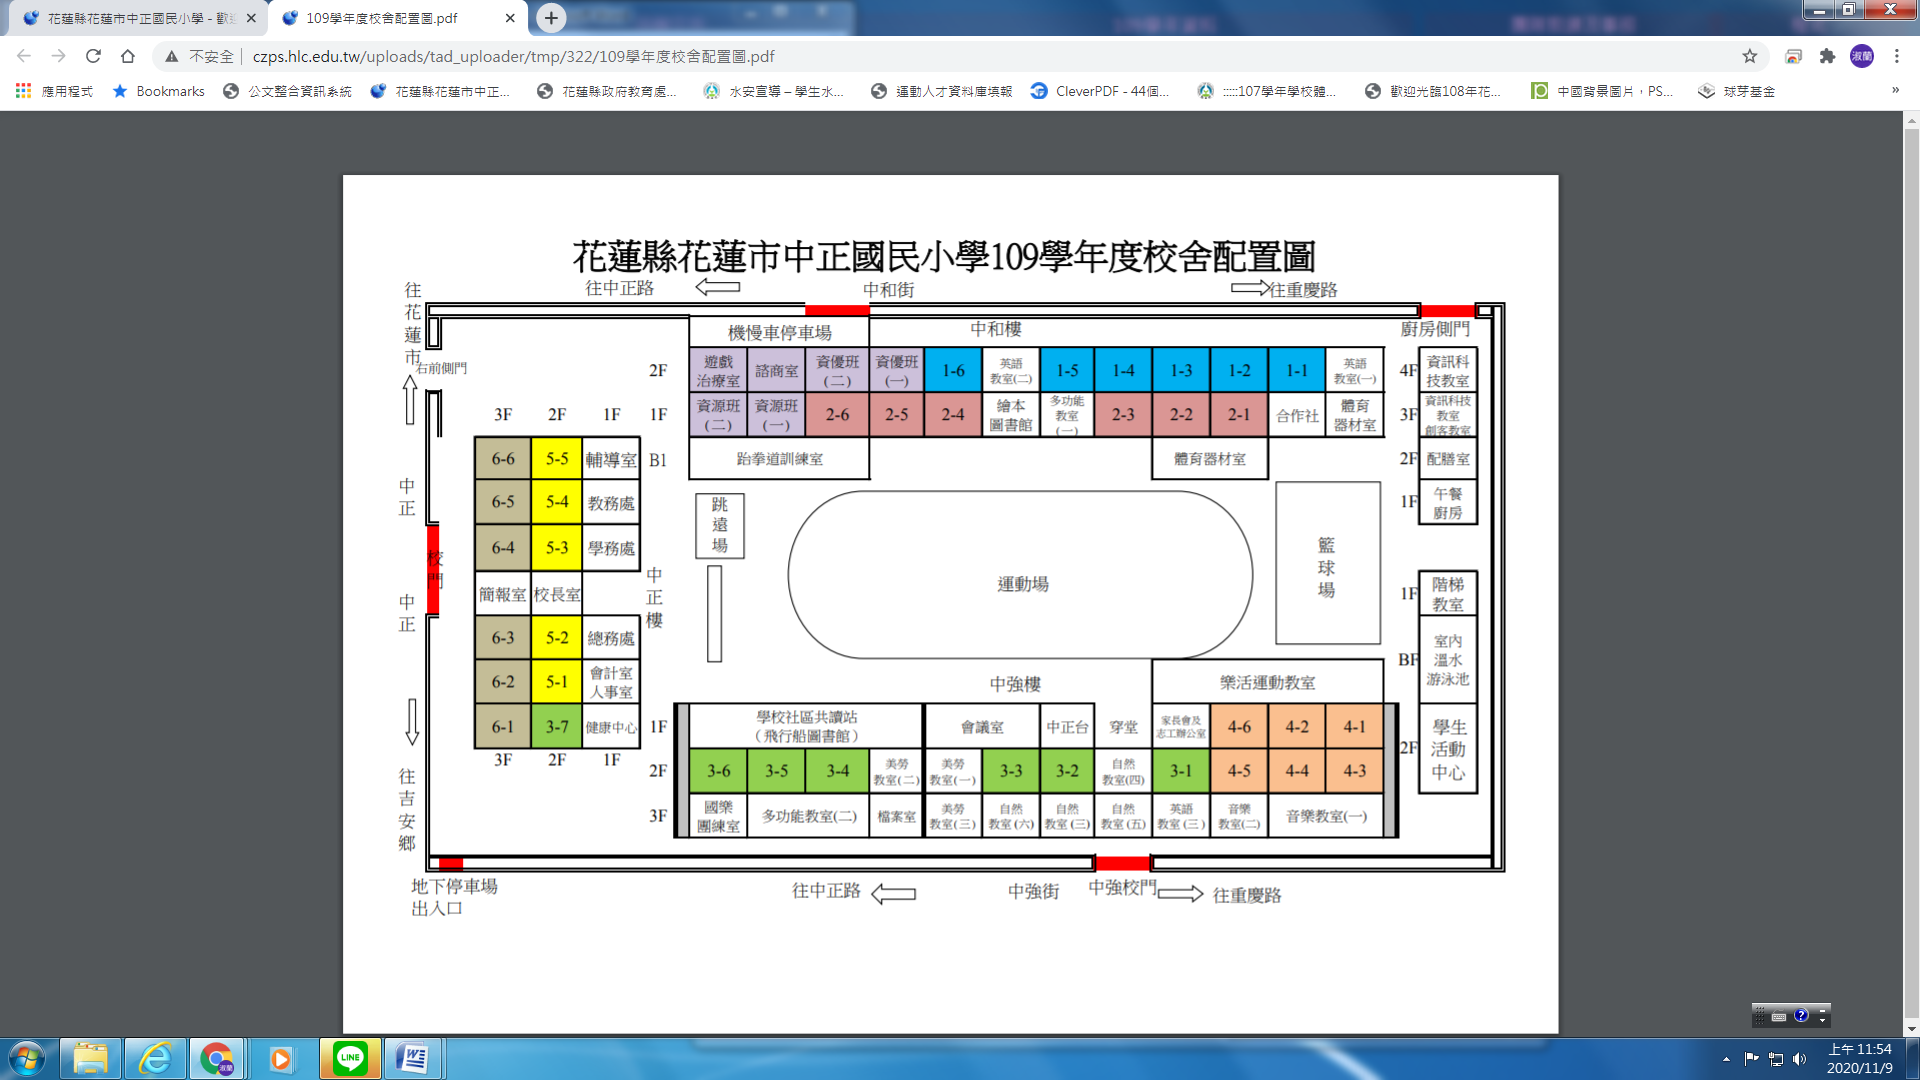 花蓮縣花蓮市中正國民小學 - 歡迎
109學年度校舍配置圖.pdf
不安全
czps.hlc.edu.tw/uploads/tad_uploader/tmp/322/109學年度校舍配置圖.pdf
淑蘭
應用程式
Bookmarks
公文整合資訊系統
花蓮縣花蓮市中正...
花蓮縣政府教育處...
水安宣導 – 學生水...
運動人才資料庫填報
CleverPDF - 44個...
:::::107學年學校體...
歡迎光臨108年花...
中國背景圖片，PS...
球芽基金
»
花蓮縣花蓮市中正國民小學109學年度校舍配置圖
往花蓮市
往中正路
中和街
往重慶路
右前側門
機慢車停車場
中和樓
廚房側門
2F
遊戲治療室
諮商室
資優班(二)
資優班(一)
1-6
英語教室(二)
1-5
1-4
1-3
1-2
1-1
英語教室(一)
4F
資訊科技教室
3F
2F
1F
1F
資源班(二)
資源班(一)
2-6
2-5
2-4
繪本圖書館
多功能教室(一)
2-3
2-2
2-1
合作社
體育器材室
3F
資訊科技教室
創客教室
6-6
5-5
輔導室
B1
跆拳道訓練室
體育器材室
2F
配膳室
中正
6-5
5-4
教務處
跳遠場
1F
午餐廚房
校門
6-4
5-3
學務處
籃球場
簡報室
校長室
中正樓
運動場
1F
階梯教室
中正
6-3
5-2
總務處
BF
室內溫水游泳池
6-2
5-1
會計室
人事室
中強樓
樂活運動教室
6-1
3-7
健康中心
1F
學校社區共讀站
（飛行船圖書館）
會議室
中正台
穿堂
家長會及志工辦公室
4-6
4-2
4-1
2F
學生活動中心
3F
2F
1F
2F
3-6
3-5
3-4
美勞教室(二)
美勞教室(一)
3-3
3-2
自然教室(四)
3-1
4-5
4-4
4-3
往吉安鄉
3F
國樂團練室
多功能教室(二)
檔案室
美勞教室(三)
自然教室(六)
自然教室(三)
自然教室(五)
英語教室(三)
音樂教室(二)
音樂教室(一)
地下停車場
出入口
往中正路
中強街
中強校門
往重慶路
LINE
上午 11:54
2020/11/9